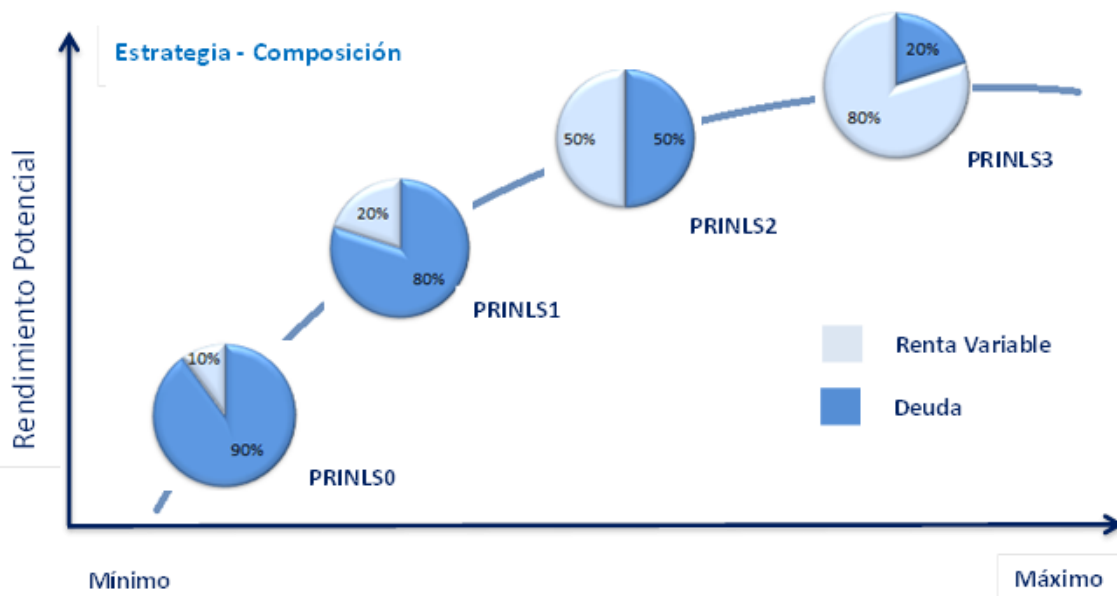 Estrategia - Composición
Rendimiento Potencial
20%
80%
PRINLS3
50%
50%
PRINLS2
20%
80%
PRINLS1
10%
90%
PRINLS0
Renta Variable
Deuda
Mínimo
Máximo